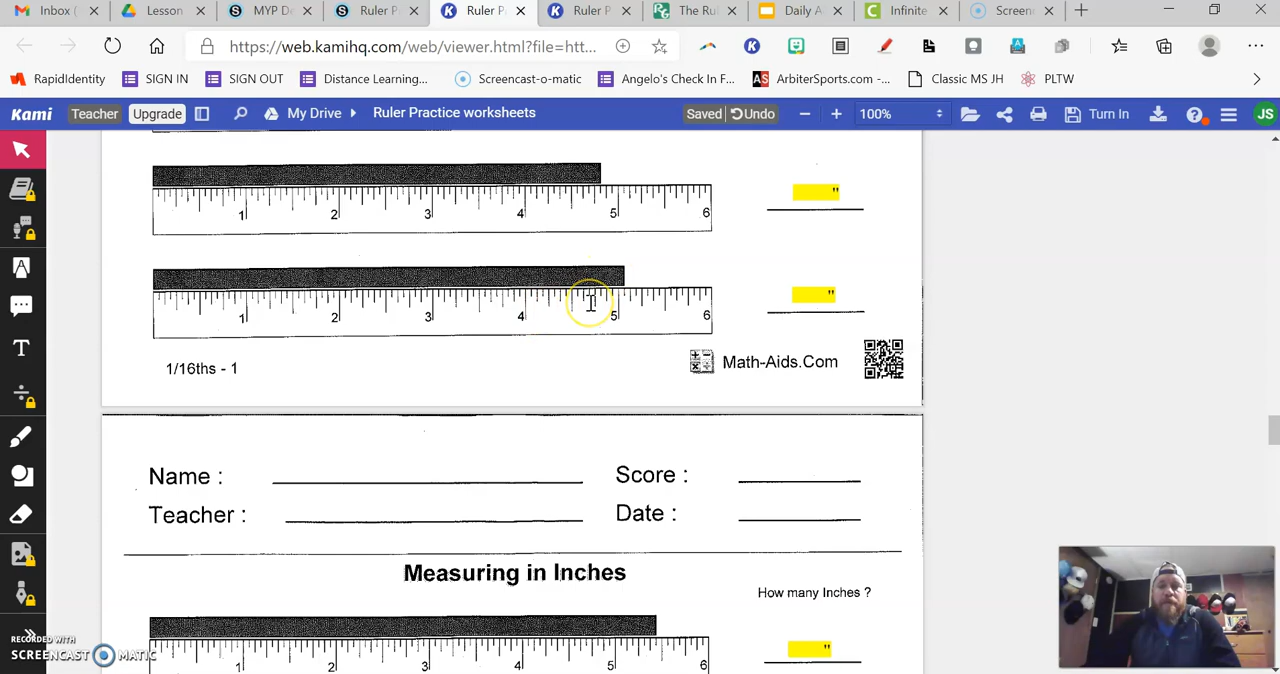 Inbox (
Lesson
MYP De
Ruler P
Ruler P
Ruler P
The Ru
Daily A
Infinite
Screen
https://web.kamihq.com/web/viewer.html?file=htt...
RapidIdentity
SIGN IN
SIGN OUT
Distance Learning...
Screencast-o-matic
Angelo's Check In F...
AS ArbiterSports.com -...
Classic MS JH
PLTW
Kami
Teacher
Upgrade
My Drive
Ruler Practice worksheets
Saved
Undo
100%
Turn In
JS
1 2 3 4 5 6
"
1 2 3 4 5 6
"
1/16ths - 1
Math-Aids.Com
Name :
Score :
Teacher :
Date :
Measuring in Inches
How many Inches ?
"
1 2 3 4 5 6
RECORDED WITH
SCREENCAST MATIC